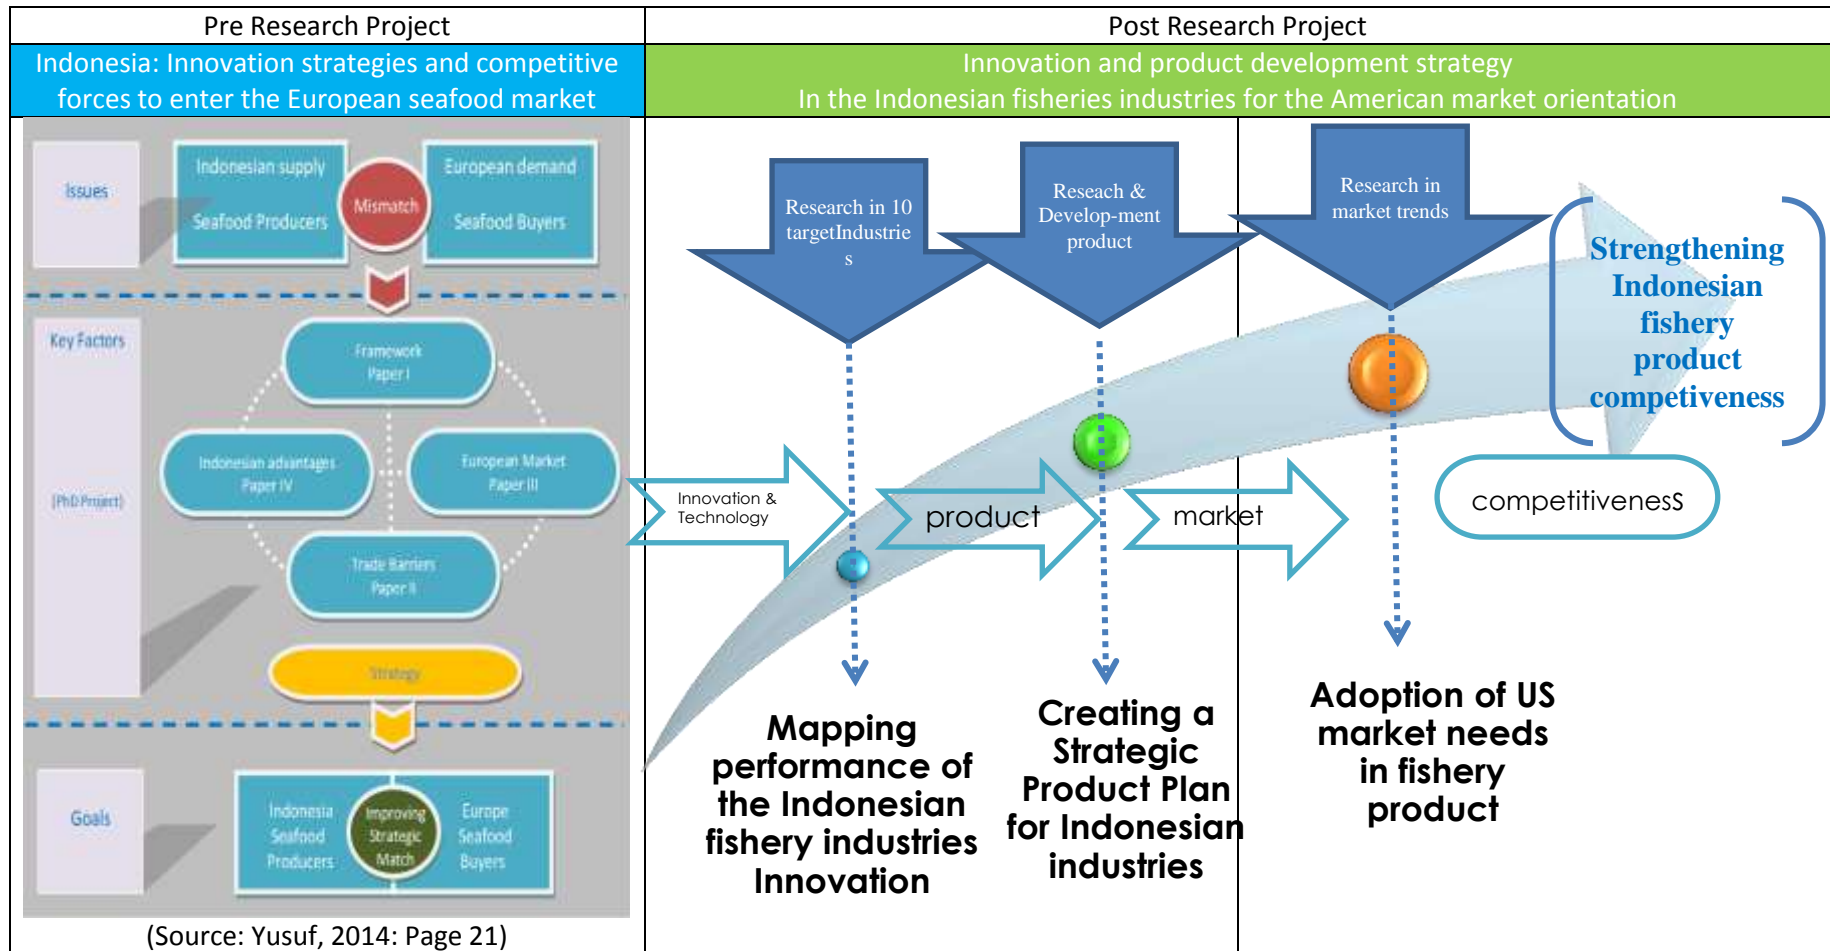 Pre Research Project
Post Research Project
Indonesia: Innovation strategies and competitive
forces to enter the European seafood market
Innovation and product development strategy
In the Indonesian fisheries industries for the American market orientation
Issues
Indonesian supply
Seafood Producers
Mismatch
European demand
Seafood Buyers
Key Factors
(PhD Project)
Framework
Paper I
Indonesian advantages
Paper IV
European Market
Paper III
Trade Barriers
Paper II
Strategy
Goals
Indonesia
Seafood
Producers
Improving
Strategic
Match
Europe
Seafood
Buyers
(Source: Yusuf, 2014: Page 21)
Research in 10
targetIndustrie
s
Reseach &
Develop-ment
product
Research in
market trends
Strengthening
Indonesian
fishery
product
competiveness
Innovation &
Technology
product
market
competitiveness
Mapping
performance of
the Indonesian
fishery industries
Innovation
Creating a
Strategic
Product Plan
for Indonesian
industries
Adoption of US
market needs
in fishery
product